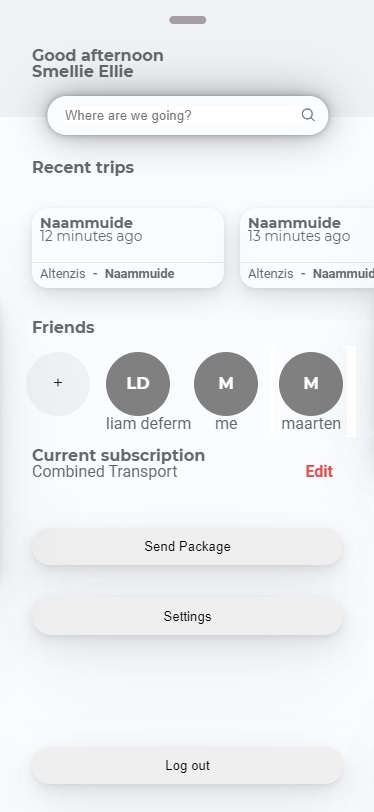 Good afternoon
Smellie Ellie
Where are we going?
Recent trips
Naammuide
12 minutes ago
Altenzis - Naammuide
Naammuide
13 minutes ago
Altenzis - Naammuid
Friends
+
LD
M
M
liam deferm
me
maarten
Current subscription
Combined Transport
Edit
Send Package
Settings
Log out